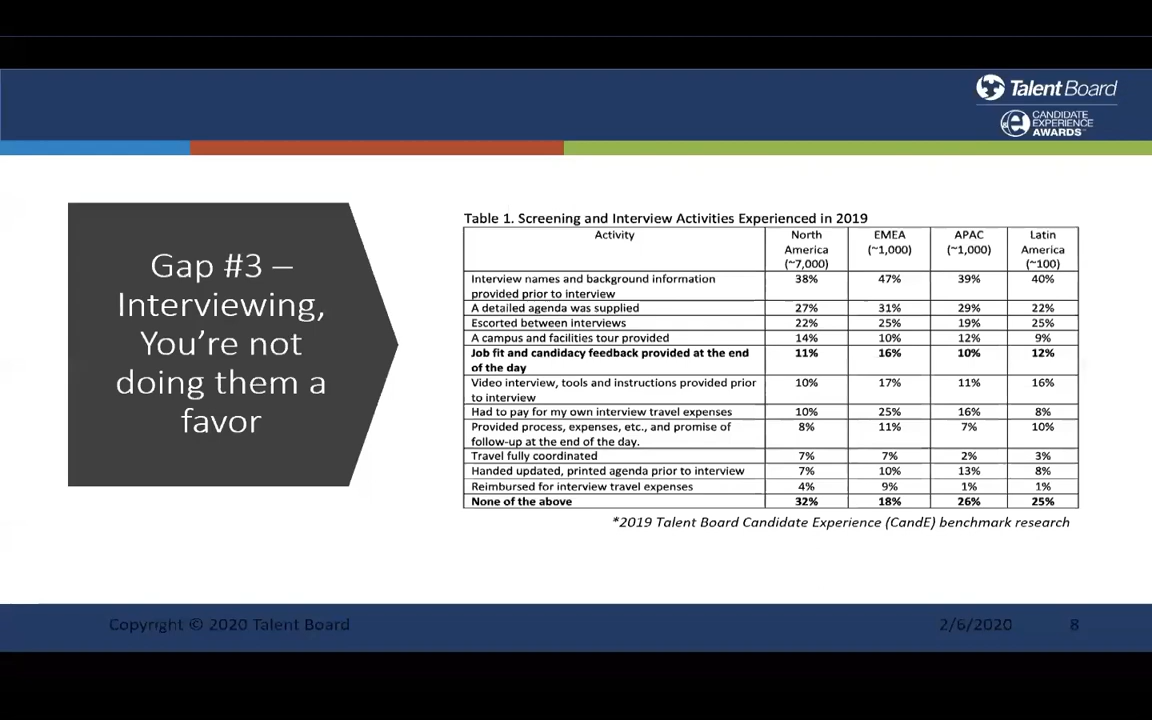 Talent Board
CANDIDATE
EXPERIENCE
AWARDS
Gap #3 –
Interviewing,
You’re not
doing them a
favor
Table 1. Screening and Interview Activities Experienced in 2019
Activity North America (~7,000) EMEA (~1,000) APAC (~1,000) Latin America (~100)
Interview names and background information provided prior to interview 38% 47% 39% 40%
A detailed agenda was supplied 27% 31% 29% 22%
Escorted between interviews 22% 25% 19% 25%
A campus and facilities tour provided 14% 10% 12% 9%
Job fit and candidacy feedback provided at the end of the day 11% 16% 10% 12%
Video interview, tools and instructions provided prior to interview 10% 17% 11% 16%
Had to pay for my own interview travel expenses 10% 25% 16% 8%
Provided process, expenses, etc., and promise of follow-up at the end of the day. 8% 11% 7% 10%
Travel fully coordinated 7% 7% 2% 3%
Handed updated, printed agenda prior to interview 7% 10% 13% 8%
Reimbursed for interview travel expenses 4% 9% 1% 1%
None of the above 32% 18% 26% 25%
*2019 Talent Board Candidate Experience (CandE) benchmark research
Copyright © 2020 Talent Board 2/6/2020 8